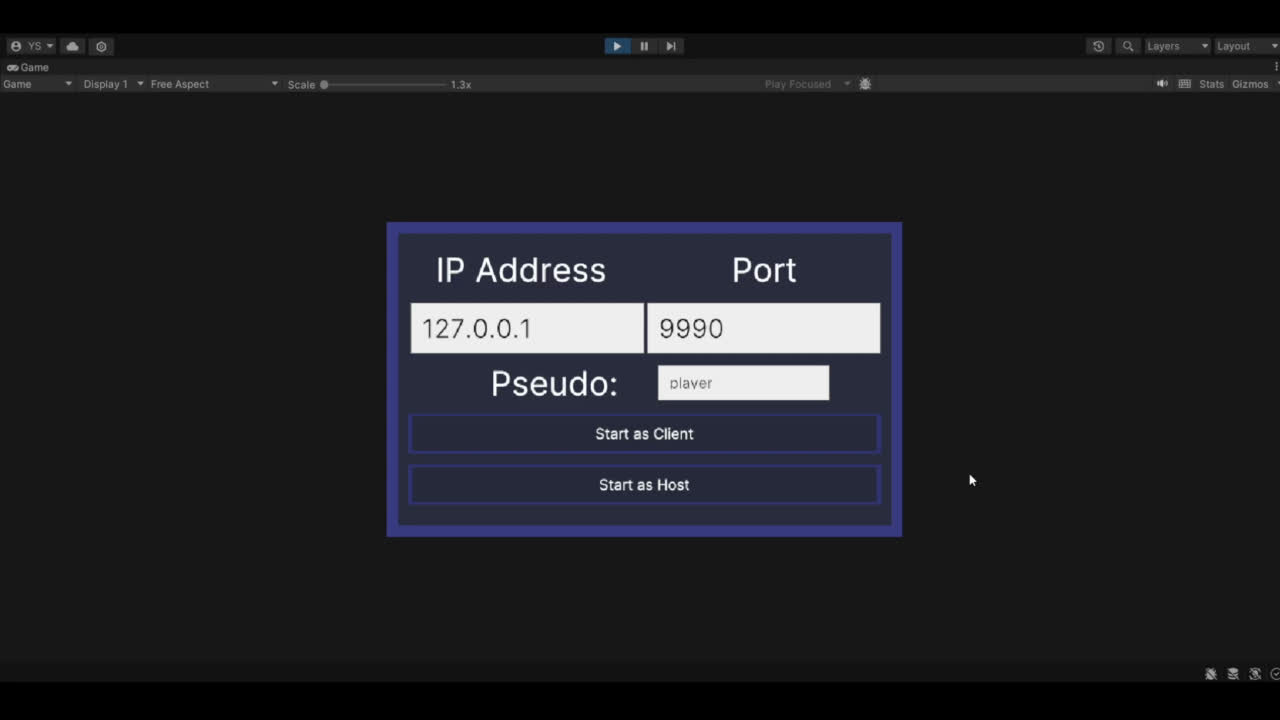 YS
Layers
Layout
Game
Game
Display 1
Free Aspect
Scale
1.3x
Play Focused
Stats
Gizmos
IP Address
Port
127.0.0.1
9990
Pseudo:
player
Start as Client
Start as Host